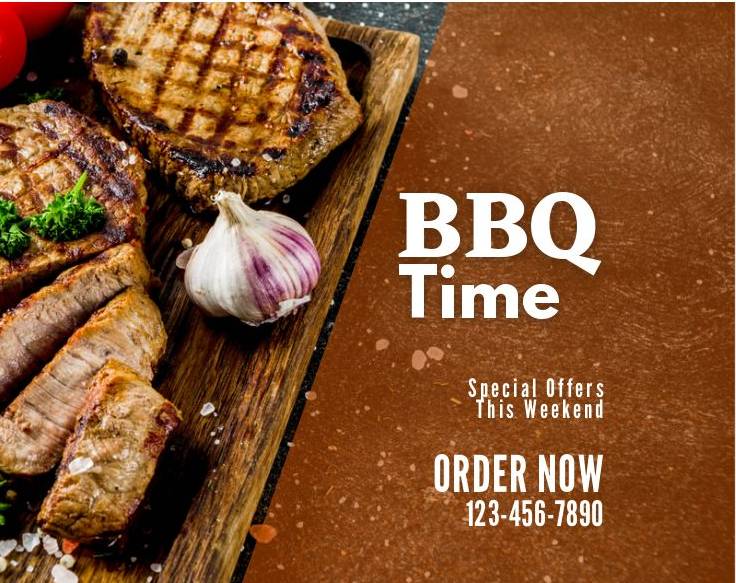 BBQ
Time
Special Offers
This Weekend
ORDER NOW
123-456-7890